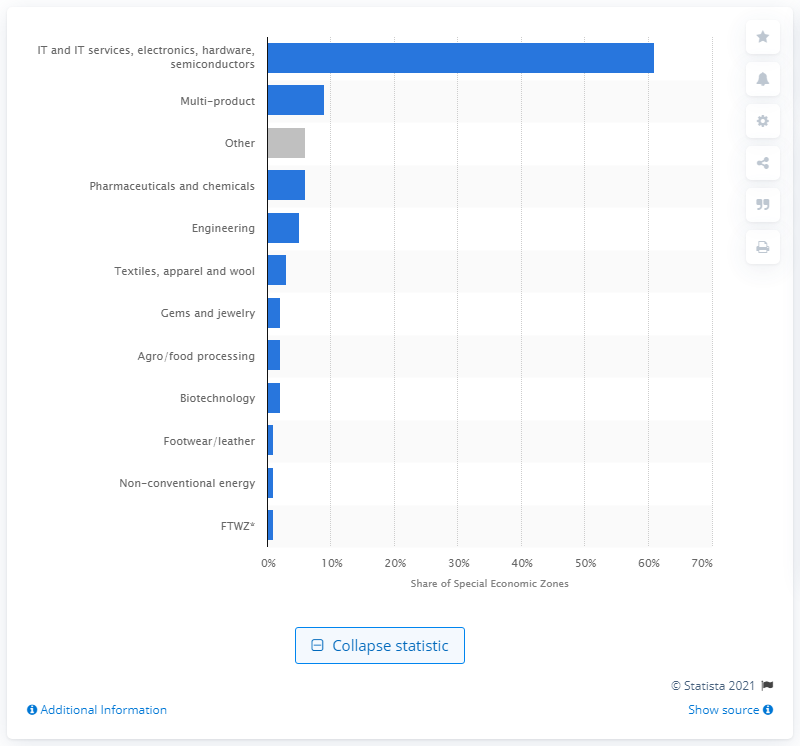 IT and IT services, electronics, hardware,
semiconductors
Multi-product
Other
Pharmaceuticals and chemicals
Engineering
Textiles, apparel and wool
Gems and jewelry
Agro/food processing
Biotechnology
Footwear/leather
Non-conventional energy
FTWZ*
0% 10% 20% 30% 40% 50% 60% 70%
Share of Special Economic Zones
Collapse statistic
© Statista 2021
Additional Information
Show source